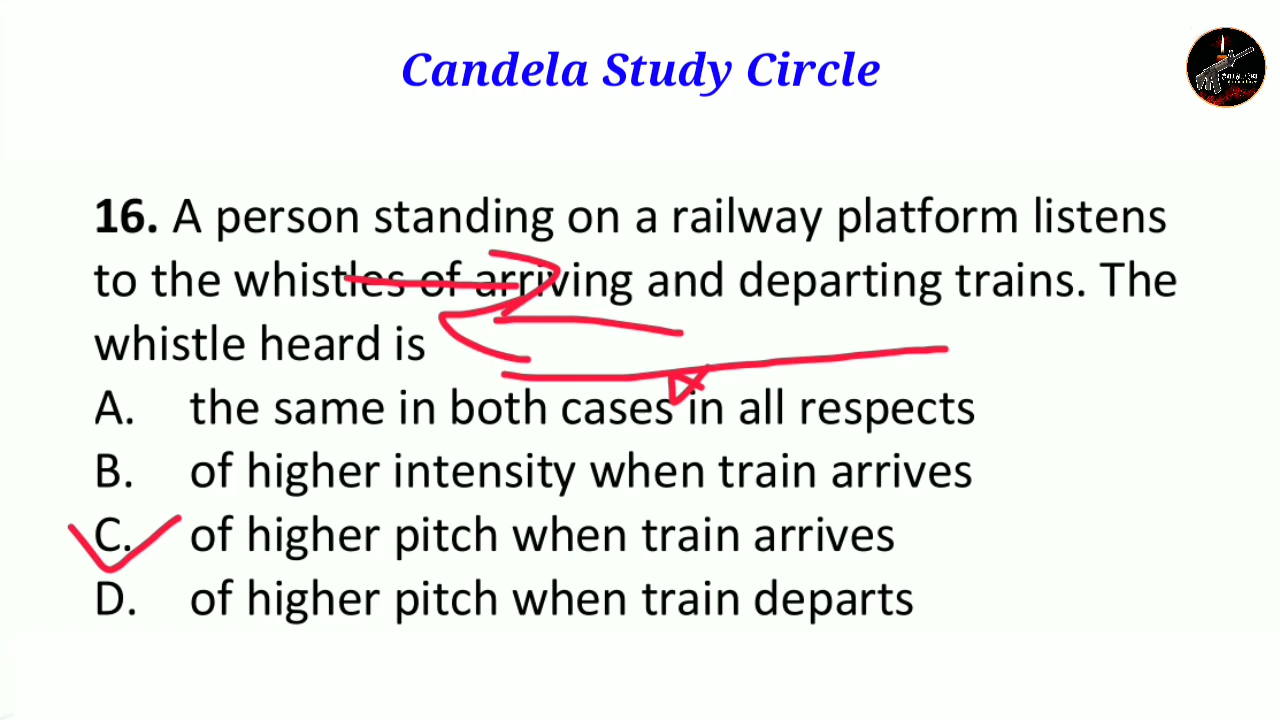 Candela Study Circle
16. A person standing on a railway platform listens
to the whistles of arriving and departing trains. The
whistle heard is
A. the same in both cases in all respects
B. of higher intensity when train arrives
C. of higher pitch when train arrives
D. of higher pitch when train departs